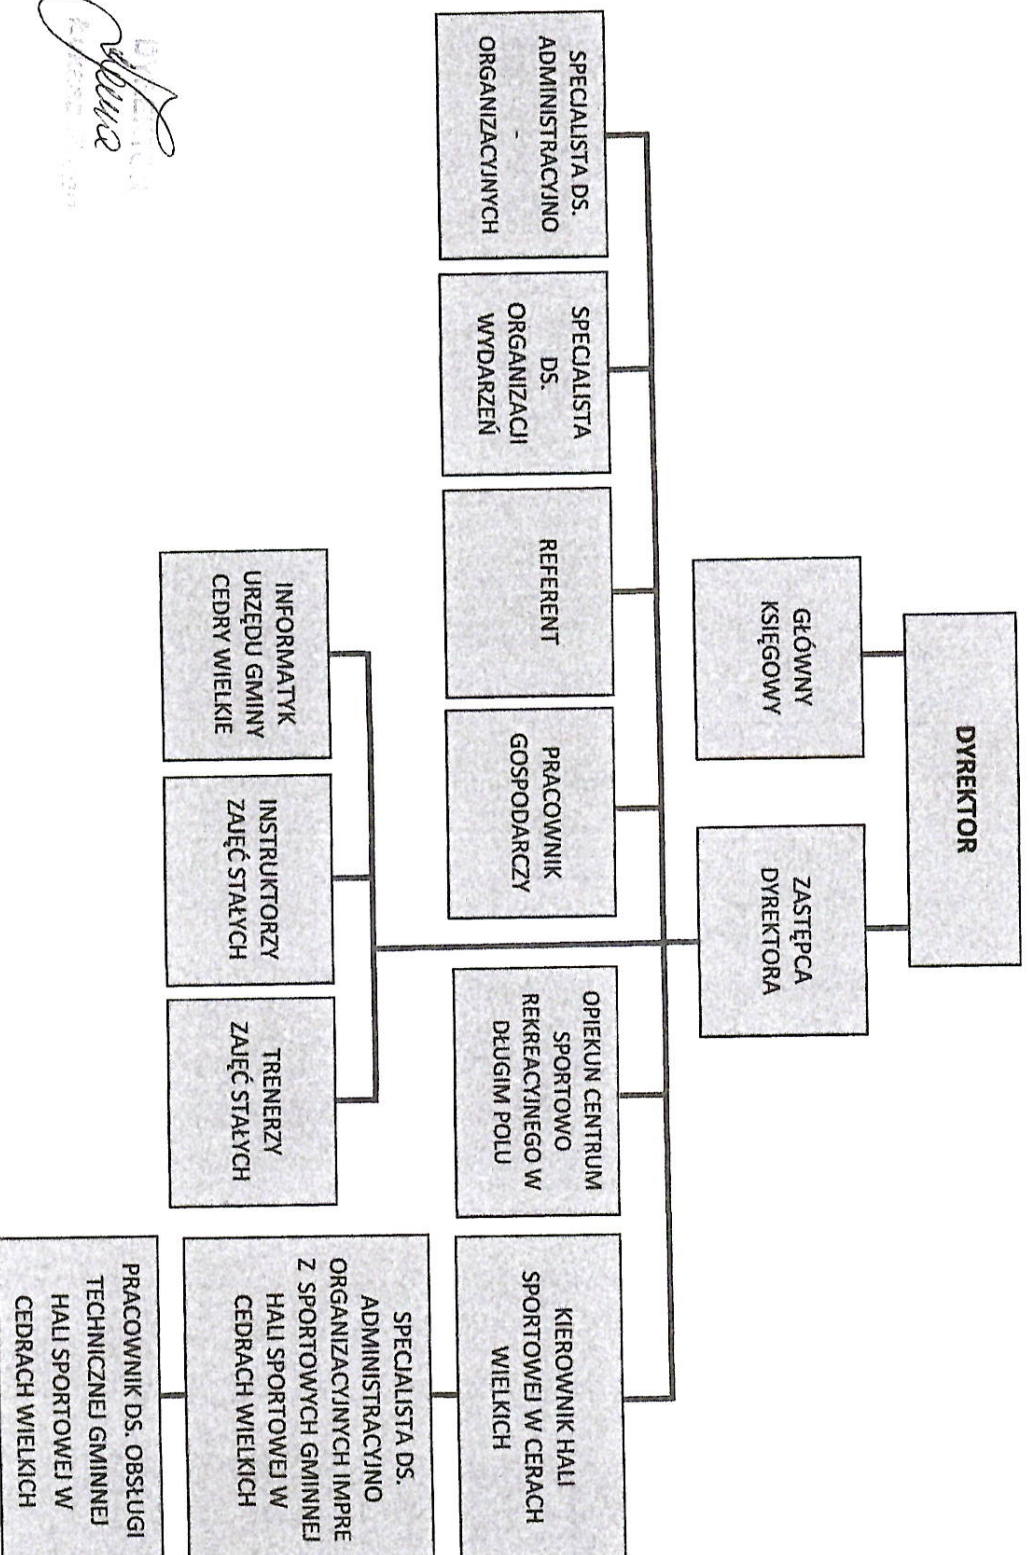 DYREKTOR
GŁÓWNY
KSIĘGOWY
ZASTĘPCA
DYREKTORA
SPECJALISTA DS.
ADMINISTRACYJNO
-
ORGANIZACYJNYCH
SPECJALISTA
DS.
ORGANIZACJI
WYDARZEŃ
REFERENT
PRACOWNIK
GOSPODARCZY
OPIEKUN CENTRUM
SPORTOWO
REKREACYJNEGO W
DŁUGIM POLU
KIEROWNIK HALI
SPORTOWEJ W CERACH
WIELKICH
INFORMATYK
URZĘDU GMINY
CEDRY WIELKIE
INSTRUKTORZY
ZAJĘĆ STAŁYCH
TRENERZY
ZAJĘĆ STAŁYCH
SPECJALISTA DS.
ADMINISTRACYJNO
ORGANIZACYJNYCH IMPRE
Z SPORTOWYCH GMINNEJ
HALI SPORTOWEJ W
CEDRACH WIELKICH
PRACOWNIK DS. OBSŁUGI
TECHNICZNEJ GMINNEJ
HALI SPORTOWEJ W
CEDRACH WIELKICH